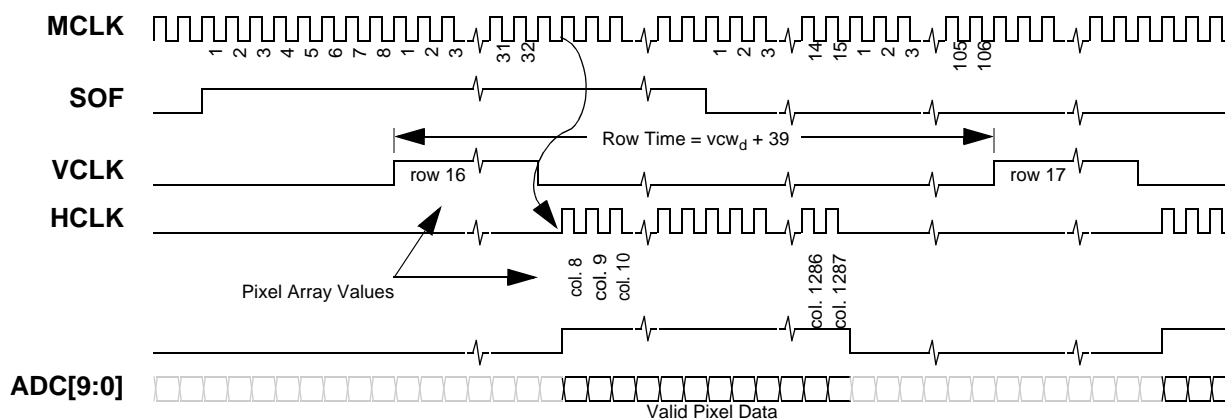 MCLK
1 2 3 4 5 6 7 8 1 2 3 31 32 1 2 3 14 15 1 2 3 105 106
SOF
Row Time = vcwd + 39
VCLK
row 16
row 17
HCLK
col. 8
col. 9
col. 10
col. 1286
col. 1287
Pixel Array Values
ADC[9:0]
Valid Pixel Data